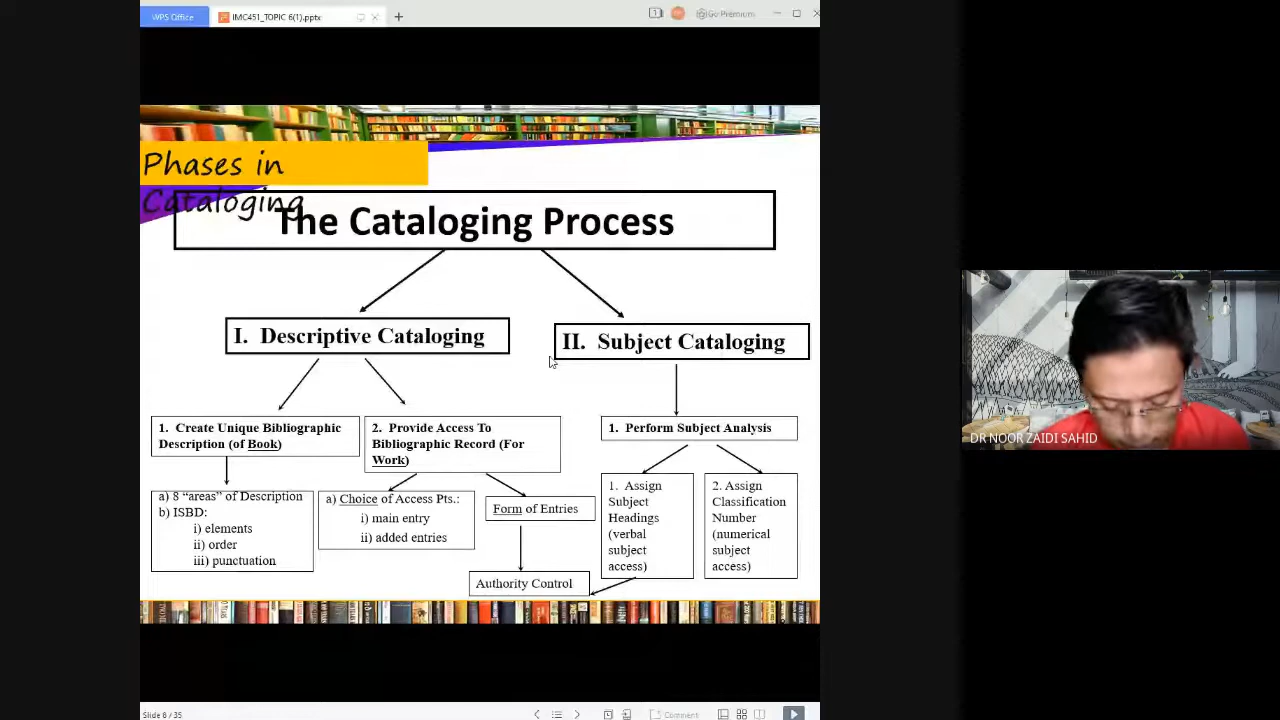 WPS Office
IMC451_TOPIC 6(1).pptx
Go Premium
Phases in
Cataloging
The Cataloging Process
I. Descriptive Cataloging
II. Subject Cataloging
1. Create Unique Bibliographic
Description (of Book)
2. Provide Access To
Bibliographic Record (For
Work)
1. Perform Subject Analysis
a) 8 “areas” of Description
b) ISBD:
i) elements
ii) order
iii) punctuation
a) Choice of Access Pts.:
i) main entry
ii) added entries
Form of Entries
Authority Control
1. Assign
Subject
Headings
(verbal
subject
access)
2. Assign
Classification
Number
(numerical
subject
access)
DR NOOR ZAIDI SAHID
Slide 8 / 35
Comment